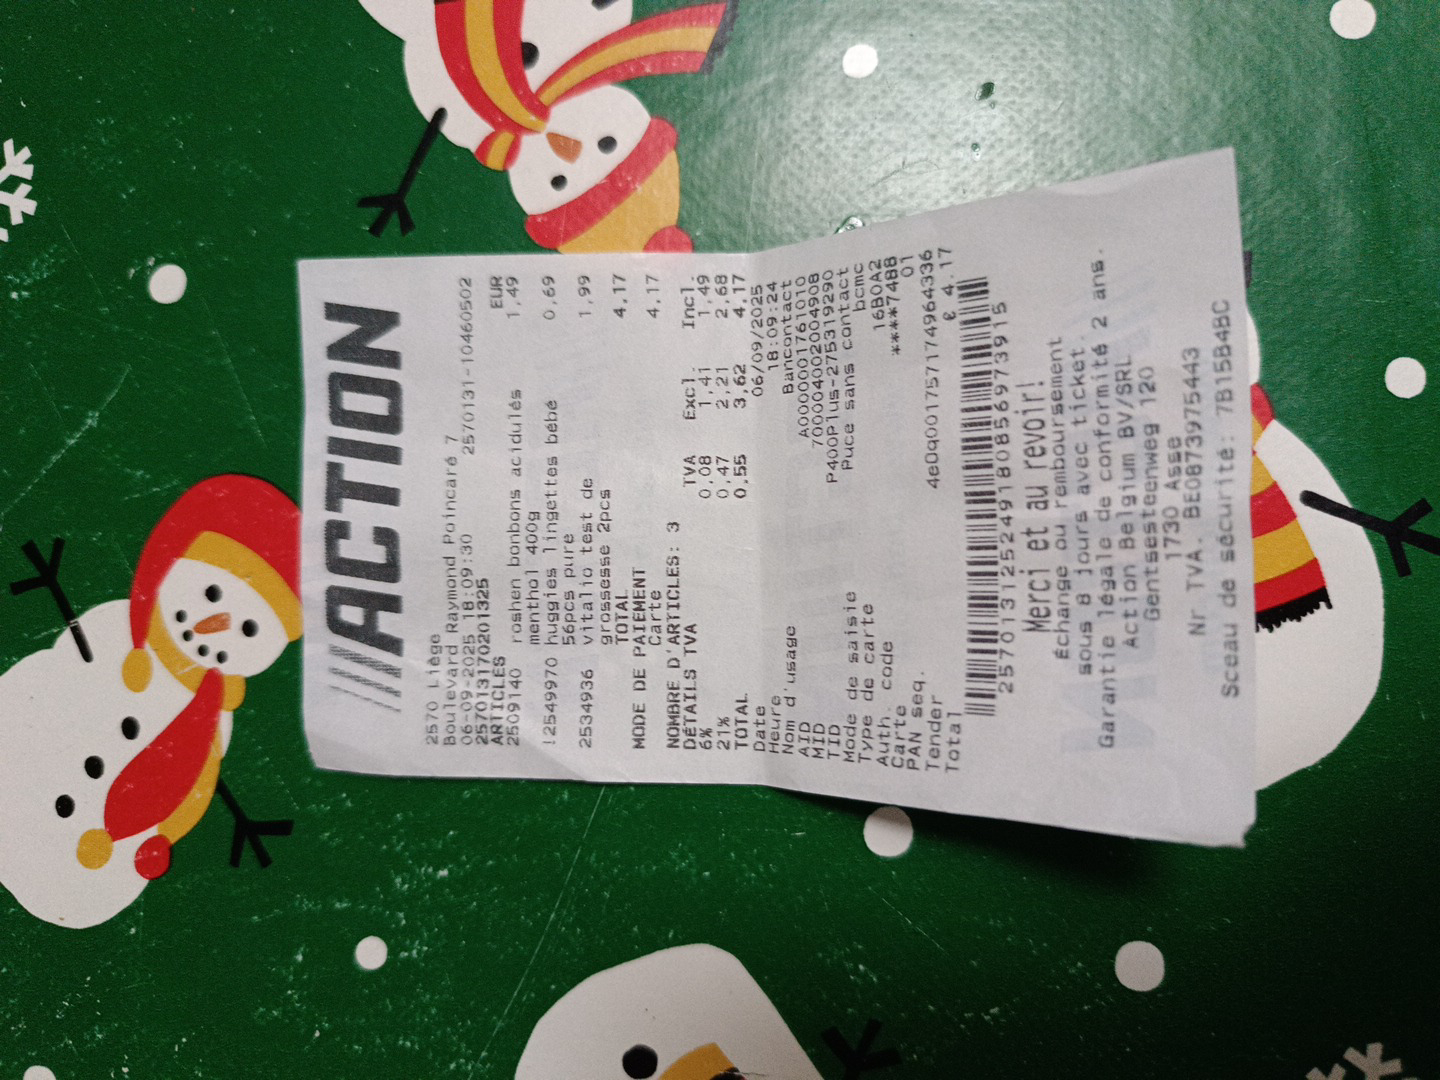 ACTION
2570 Liège
Boulevard Raymond Poincaré 7
06-09-2025 18:09:30 2570131-10460502
2570131702013​25
ARTICLES EUR
2509140 roshen bonbons acidulés 1,49
menthol 400g
!2549970 huggies lingettes bébé 0,69
56pcs pure
2534936 vitalio test de 1,99
grossesse 2pcs
TOTAL 4,17
MODE DE PAIEMENT
Carte 4,17
NOMBRE D'ARTICLES: 3
DÉTAILS TVA TVA Excl. Incl.
6% 0,08 1,41 1,49
21% 0,47 2,21 2,68
TOTAL 0,55 3,62 4,17
Date 06/09/2025
Heure 18:09:24
Nom d'usage Bancontact
AID A0000001761010
MID 700004002004908
TID P400Plus-275319290
Mode de saisie Puce sans contact
Type de carte bcmc
Auth. code 16B0A2
Carte ****7488
PAN seq. 01
Tender 4e0q001757174964336
Total € 4.17
257013125249180856973915
Merci et au revoir!
Échange ou remboursement
sous 8 jours avec ticket.
Garantie légale de conformité 2 ans.
Action Belgium BV/SRL
Gentsesteenweg 120
1730 Asse
Nr TVA. BE0873975443
Sceau de sécurité: 7B15B4BC